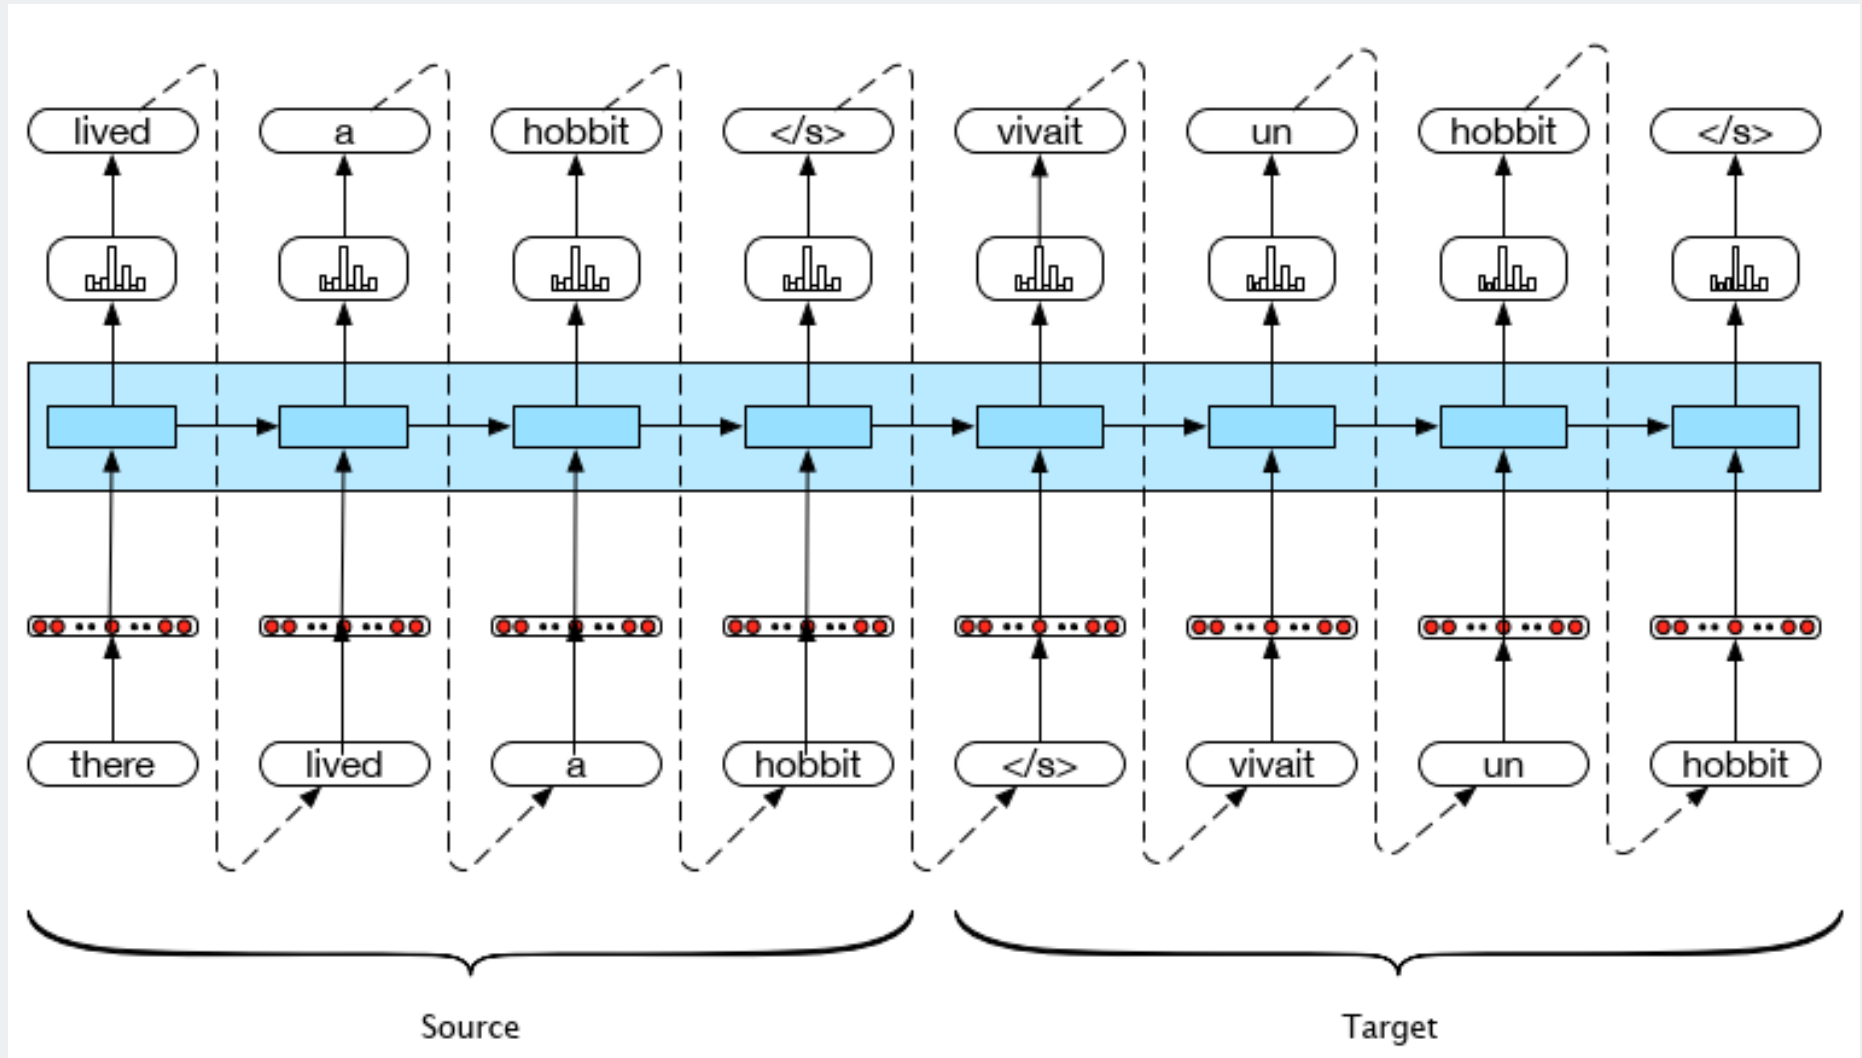 lived a hobbit </s> vivait un hobbit </s>
there lived a hobbit </s> vivait un hobbit
Source Target